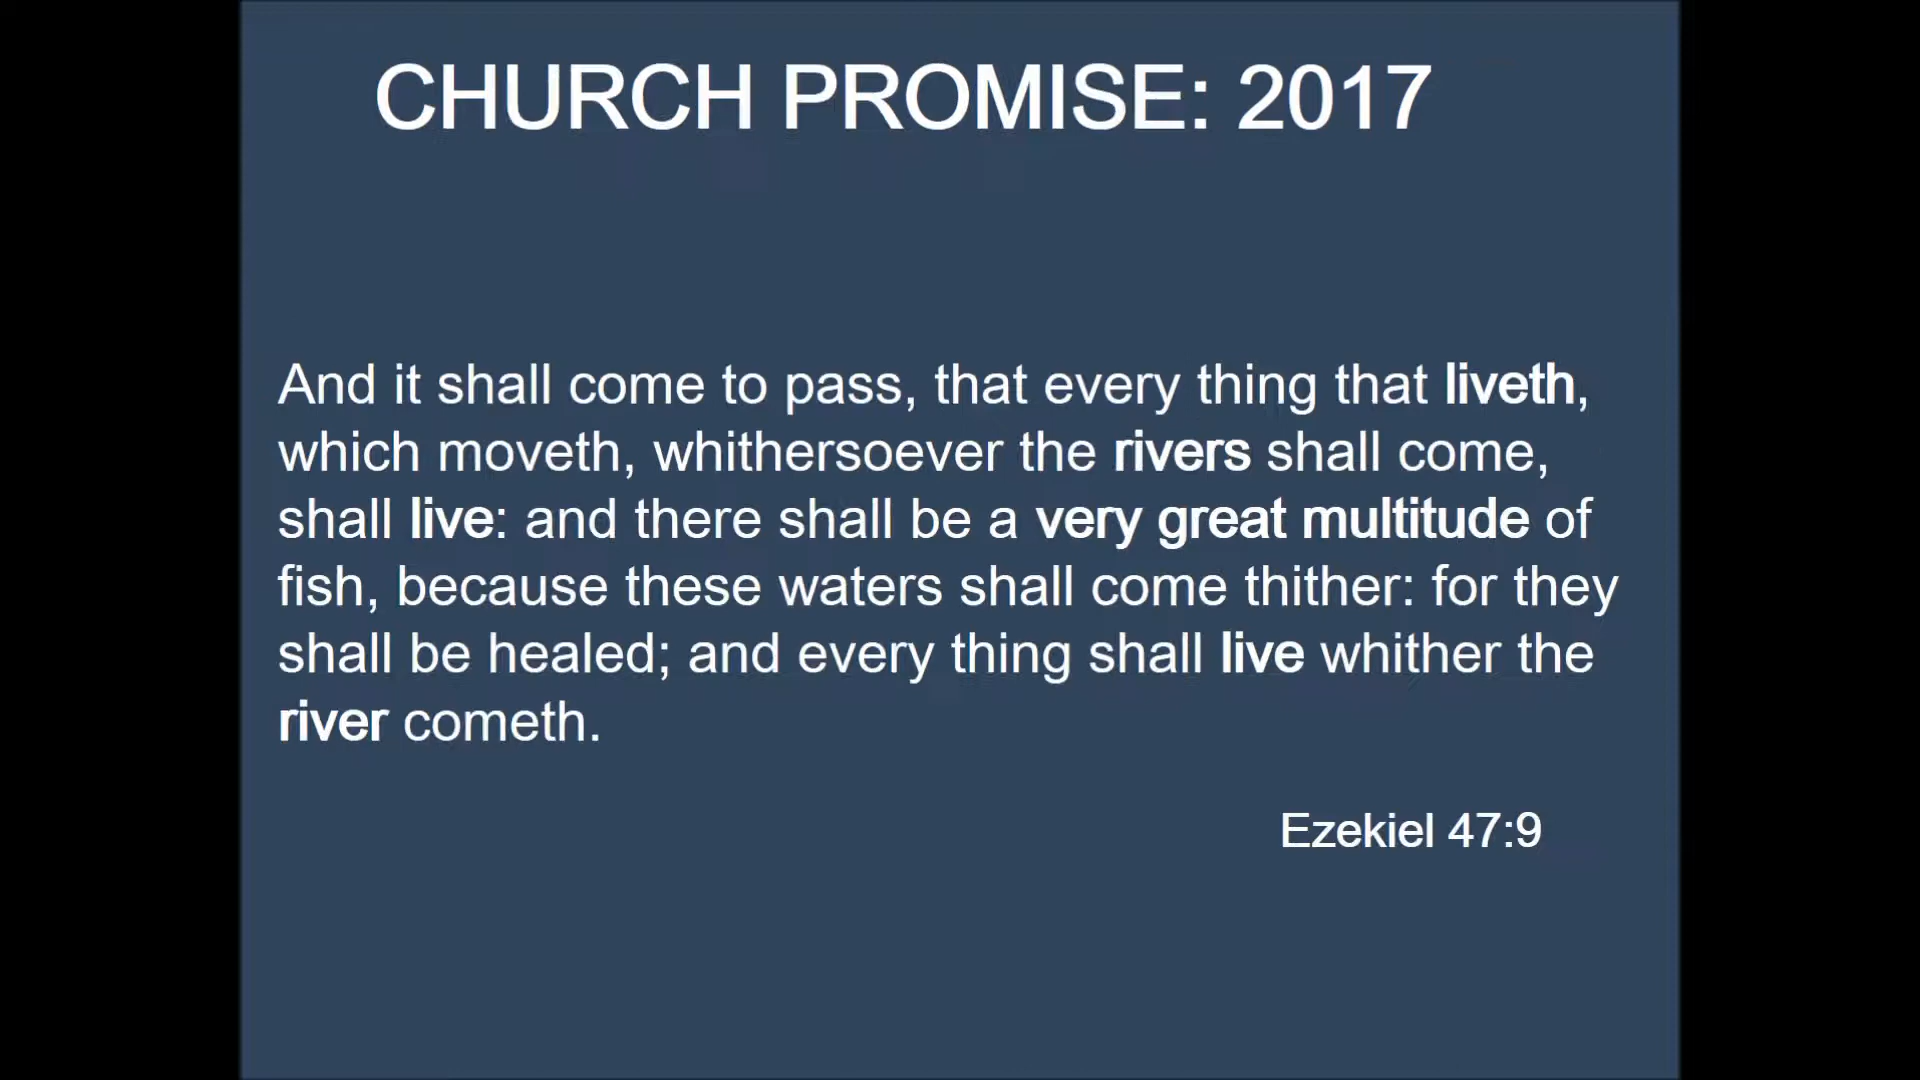 CHURCH PROMISE: 2017
And it shall come to pass, that every thing that liveth,
which moveth, whithersoever the rivers shall come,
shall live: and there shall be a very great multitude of
fish, because these waters shall come thither: for they
shall be healed; and every thing shall live whither the
river cometh.
Ezekiel 47:9